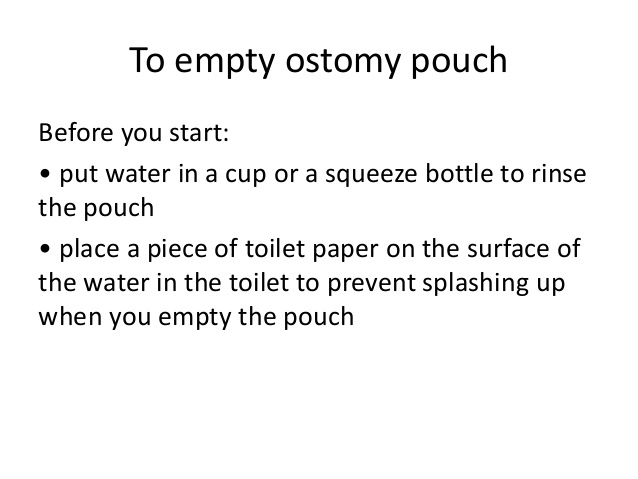 To empty ostomy pouch
Before you start:
• put water in a cup or a squeeze bottle to rinse
the pouch
• place a piece of toilet paper on the surface of
the water in the toilet to prevent splashing up
when you empty the pouch